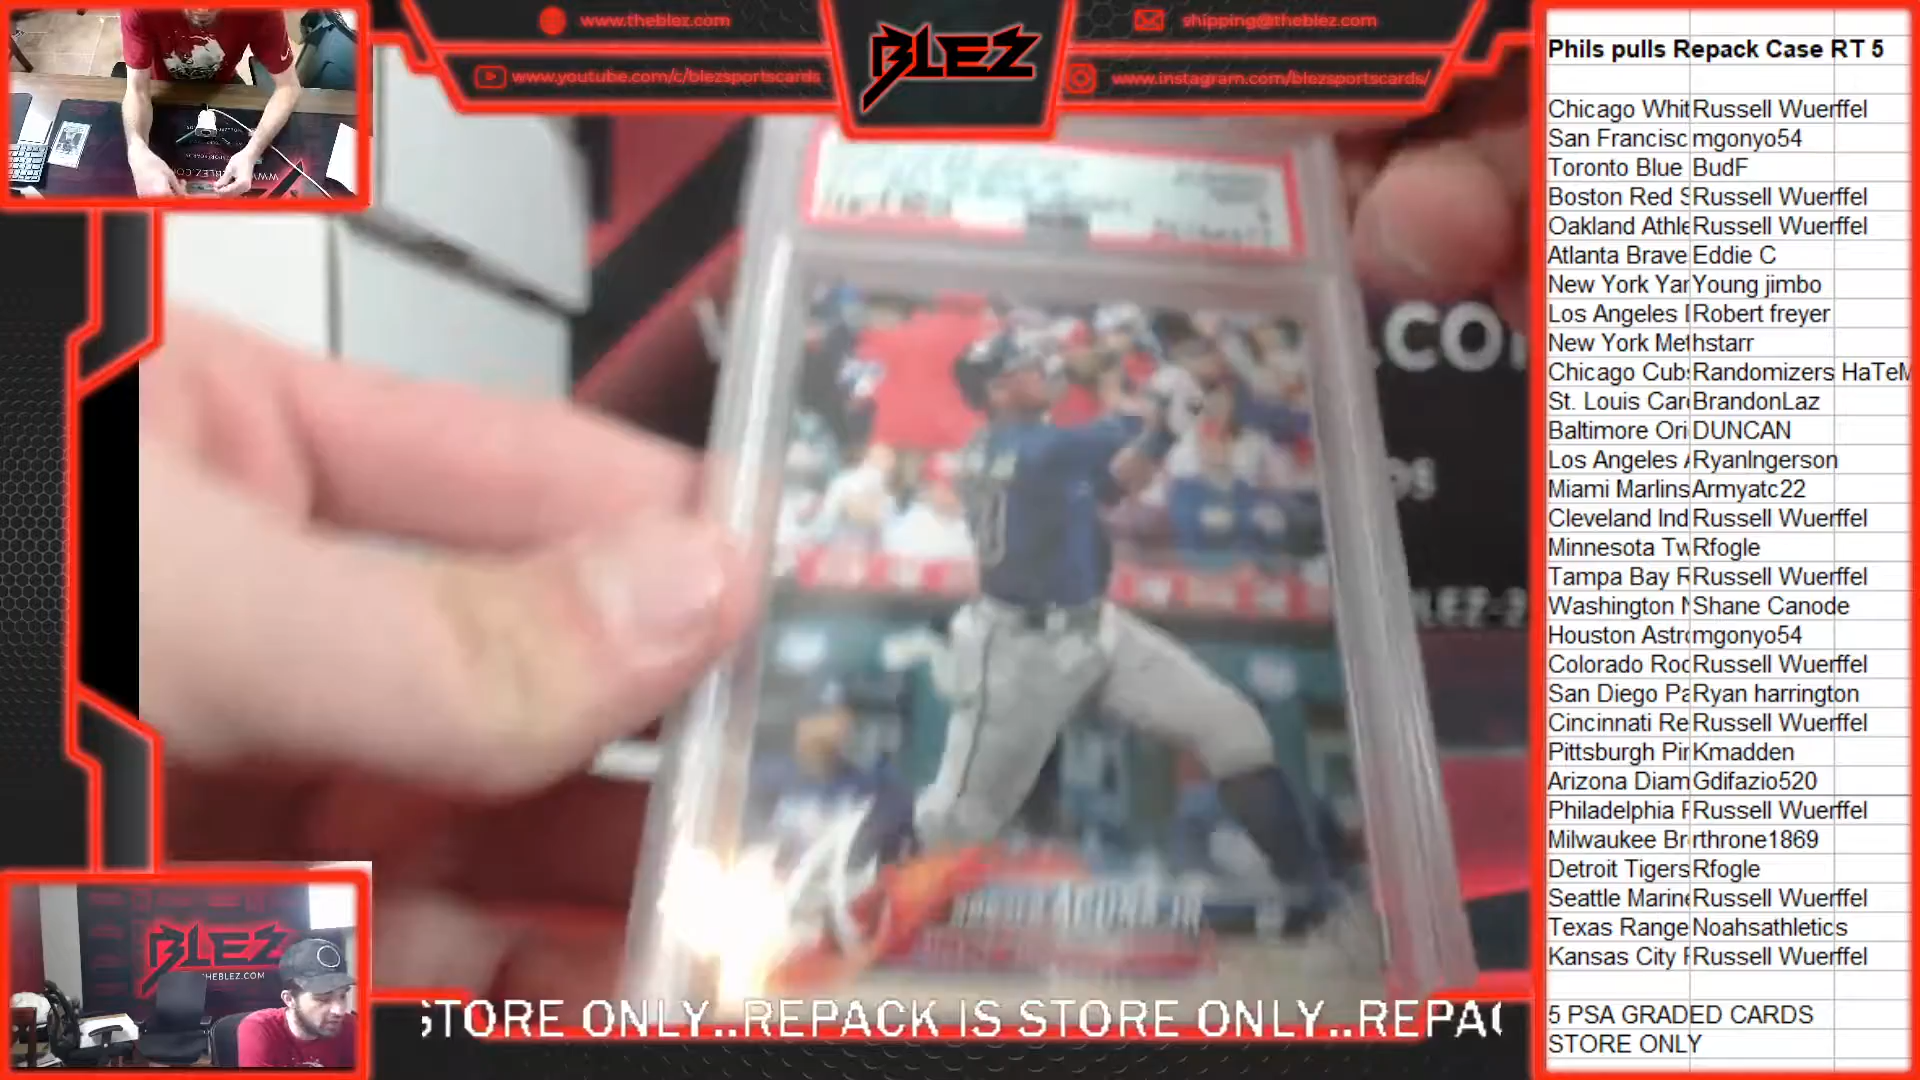 www.theblez.com
www.youtube.com/c/blezsportscards
BLEZ
shipping@theblez.com
www.instagram.com/blezsportscards/
.CO
BLEZ
THEBLEZ.COM
STORE ONLY..REPACK IS STORE ONLY..REPAC
Phils pulls Repack Case RT 5
Chicago Whit Russell Wuerffel
San Francisc mgonyo54
Toronto Blue BudF
Boston Red S Russell Wuerffel
Oakland Athle Russell Wuerffel
Atlanta Brave Eddie C
New York Yan Young jimbo
Los Angeles D Robert freyer
New York Met hstarr
Chicago Cubs Randomizers HaTeM
St. Louis Card BrandonLaz
Baltimore Ori DUNCAN
Los Angeles A RyanIngerson
Miami Marlins Armyatc22
Cleveland Ind Russell Wuerffel
Minnesota Tw Rfogle
Tampa Bay R Russell Wuerffel
Washington N Shane Canode
Houston Astro mgonyo54
Colorado Roc Russell Wuerffel
San Diego Pa Ryan harrington
Cincinnati Re Russell Wuerffel
Pittsburgh Pir Kmadden
Arizona Diam Gdifazio520
Philadelphia P Russell Wuerffel
Milwaukee Br rthrone1869
Detroit Tigers Rfogle
Seattle Marine Russell Wuerffel
Texas Range Noahsathletics
Kansas City R Russell Wuerffel
5 PSA GRADED CARDS
STORE ONLY